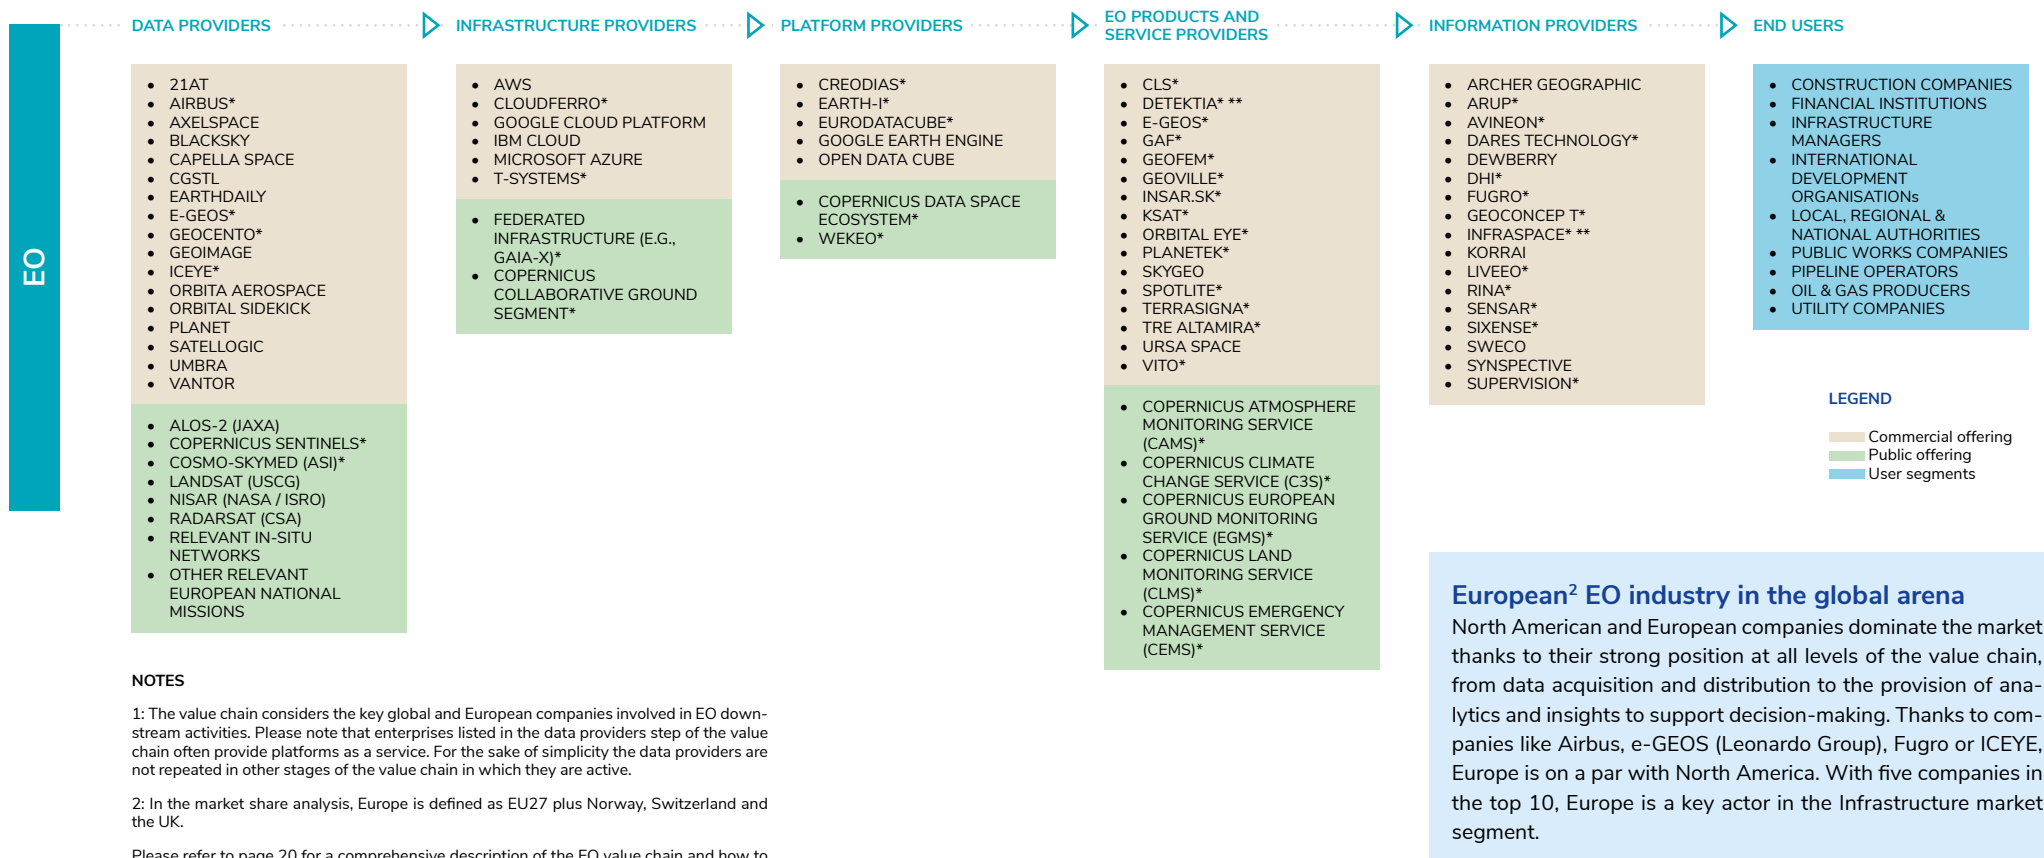 EO
DATA PROVIDERS
• 21AT
• AIRBUS*
• AXELSPACE
• BLACKSKY
• CAPELLA SPACE
• CGSTL
• EARTHDAILY
• E-GEOS*
• GEOCENTO*
• GEOIMAGE
• ICEYE*
• ORBITA AEROSPACE
• ORBITAL SIDEKICK
• PLANET
• SATELLOGIC
• UMBRA
• VANTOR
• ALOS-2 (JAXA)
• COPERNICUS SENTINELS*
• COSMO-SKYMED (ASI)*
• LANDSAT (USCG)
• NISAR (NASA / ISRO)
• RADARSAT (CSA)
• RELEVANT IN-SITU
NETWORKS
• OTHER RELEVANT
EUROPEAN NATIONAL
MISSIONS
INFRASTRUCTURE PROVIDERS
• AWS
• CLOUDFERRO*
• GOOGLE CLOUD PLATFORM
• IBM CLOUD
• MICROSOFT AZURE
• T-SYSTEMS*
• FEDERATED
INFRASTRUCTURE (E.G.,
GAIA-X)*
• COPERNICUS
COLLABORATIVE GROUND
SEGMENT*
PLATFORM PROVIDERS
• CREODIAS*
• EARTH-I*
• EURODATACUBE*
• GOOGLE EARTH ENGINE
• OPEN DATA CUBE
• COPERNICUS DATA SPACE
ECOSYSTEM*
• WEKEO*
EO PRODUCTS AND
SERVICE PROVIDERS
• CLS*
• DETEKTIA* **
• E-GEOS*
• GAF*
• GEOFEM*
• GEOVILLE*
• INSAR.SK*
• KSAT*
• ORBITAL EYE*
• PLANETEK*
• SKYGEO
• SPOTLITE*
• TERRASIGNA*
• TRE ALTAMIRA*
• URSA SPACE
• VITO*
• COPERNICUS ATMOSPHERE
MONITORING SERVICE
(CAMS)*
• COPERNICUS CLIMATE
CHANGE SERVICE (C3S)*
• COPERNICUS EUROPEAN
GROUND MONITORING
SERVICE (EGMS)*
• COPERNICUS LAND
MONITORING SERVICE
(CLMS)*
• COPERNICUS EMERGENCY
MANAGEMENT SERVICE
(CEMS)*
INFORMATION PROVIDERS
• ARCHER GEOGRAPHIC
• ARUP*
• AVINEON*
• DARES TECHNOLOGY*
• DEWBERRY
• DHI*
• FUGRO*
• GEOCONCEP T*
• INFRASPACE* **
• KORRAI
• LIVEEO*
• RINA*
• SENSAR*
• SIXENSE*
• SWECO
• SYNSPECTIVE
• SUPERVISION*
END USERS
• CONSTRUCTION COMPANIES
• FINANCIAL INSTITUTIONS
• INFRASTRUCTURE
MANAGERS
• INTERNATIONAL
DEVELOPMENT
ORGANISATIONs
• LOCAL, REGIONAL &
NATIONAL AUTHORITIES
• PUBLIC WORKS COMPANIES
• PIPELINE OPERATORS
• OIL & GAS PRODUCERS
• UTILITY COMPANIES
LEGEND
Commercial offering
Public offering
User segments
NOTES
1: The value chain considers the key global and European companies involved in EO down-
stream activities. Please note that enterprises listed in the data providers step of the value
chain often provide platforms as a service. For the sake of simplicity the data providers are
not repeated in other stages of the value chain in which they are active.
2: In the market share analysis, Europe is defined as EU27 plus Norway, Switzerland and
the UK.
Please refer to page 20 for a comprehensive description of the EO value chain and how to
European2 EO industry in the global arena
North American and European companies dominate the market
thanks to their strong position at all levels of the value chain,
from data acquisition and distribution to the provision of ana-
lytics and insights to support decision-making. Thanks to com-
panies like Airbus, e-GEOS (Leonardo Group), Fugro or ICEYE,
Europe is on a par with North America. With five companies in
the top 10, Europe is a key actor in the Infrastructure market
segment.